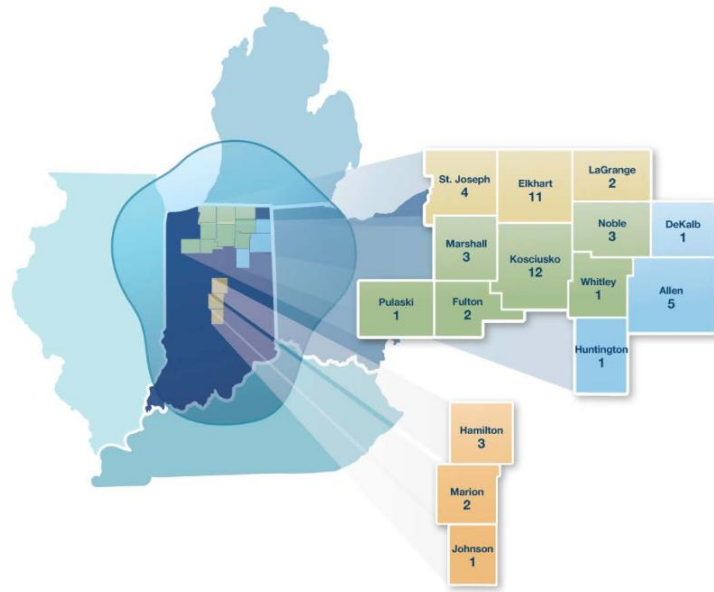 St. Joseph
4
Elkhart
11
LaGrange
2
Noble
3
DeKalb
1
Marshall
3
Kosciusko
12
Whitley
1
Allen
5
Pulaski
1
Fulton
2
Huntington
1
Hamilton
3
Marion
2
Johnson
1